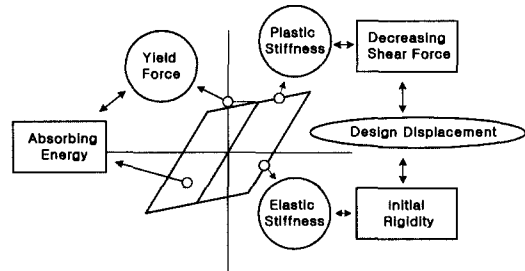 Yield
Force
Plastic
Stiffness
Decreasing
Shear Force
Absorbing
Energy
Design Displacement
Elastic
Stiffness
Initial
Rigidity